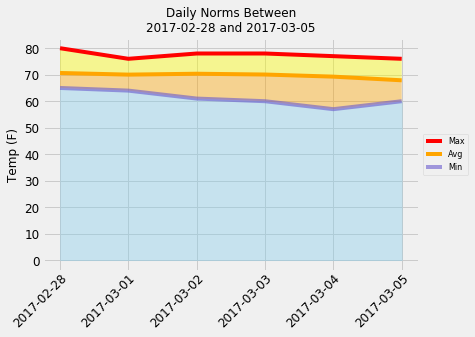 Daily Norms Between
2017-02-28 and 2017-03-05
Temp (F)
80
70
60
50
40
30
20
10
0
2017-02-28
2017-03-01
2017-03-02
2017-03-03
2017-03-04
2017-03-05
Max
Avg
Min